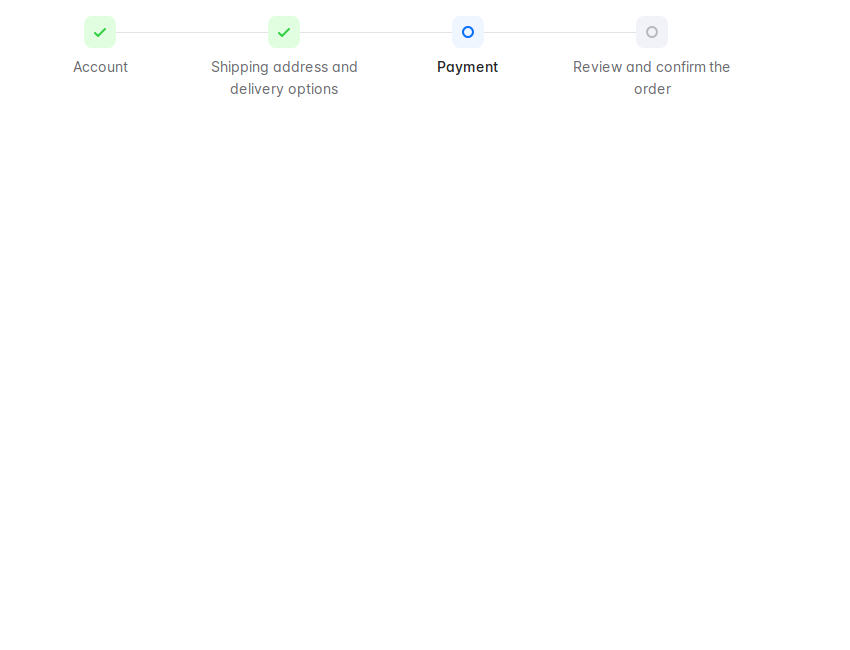 Account
Shipping address and
delivery options
Payment
Review and confirm the
order